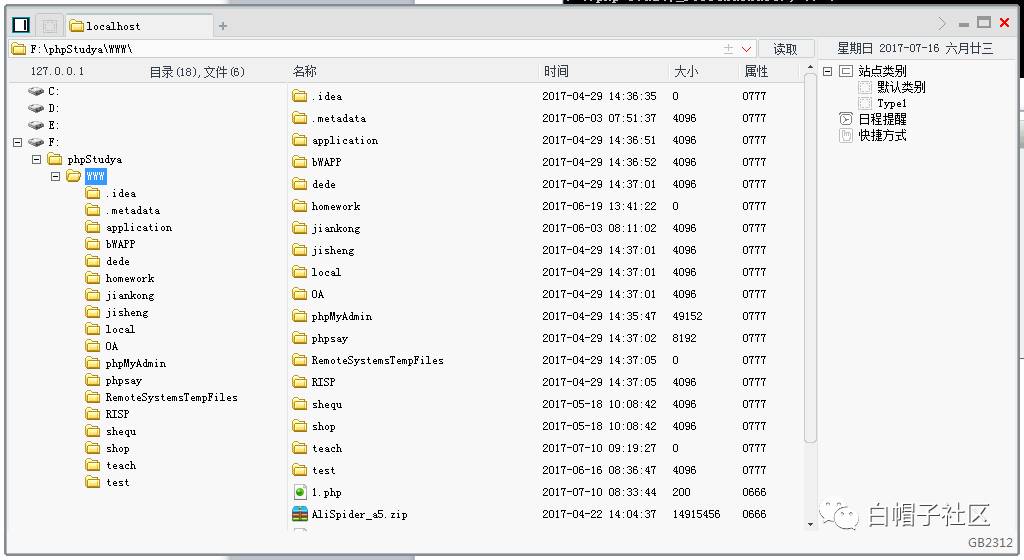 localhost
F:\phpStudya\WWW\ 读取 星期日 2017-07-16 六月廿三
127.0.0.1 目录(18),文件(6) 名称 时间 大小 属性
C:
D:
E:
F:
phpStudya
WWW
.idea
.metadata
application
bWAPP
dede
homework
jiankong
jisheng
local
OA
phpMyAdmin
phpsay
RemoteSystemsTempFiles
RISP
shequ
shop
teach
test
.idea 2017-04-29 14:36:35 0 0777
.metadata 2017-06-03 07:51:37 4096 0777
application 2017-04-29 14:36:51 4096 0777
bWAPP 2017-04-29 14:36:52 4096 0777
dede 2017-04-29 14:37:01 4096 0777
homework 2017-06-19 13:41:22 0 0777
jiankong 2017-06-03 08:11:02 4096 0777
jisheng 2017-04-29 14:37:01 4096 0777
local 2017-04-29 14:37:01 4096 0777
OA 2017-04-29 14:37:01 4096 0777
phpMyAdmin 2017-04-29 14:35:47 49152 0777
phpsay 2017-04-29 14:37:02 8192 0777
RemoteSystemsTempFiles 2017-04-29 14:37:05 0 0777
RISP 2017-04-29 14:37:05 4096 0777
shequ 2017-05-18 10:08:42 4096 0777
shop 2017-05-18 10:08:42 4096 0777
teach 2017-07-10 09:19:27 0 0777
test 2017-06-16 08:36:47 4096 0777
1.php 2017-07-10 08:33:44 200 0666
AliSpider_a5.zip 2017-04-22 14:04:37 14915456 0666
站点类别
默认类别
Type1
日程提醒
快捷方式
白帽子社区
GB2312